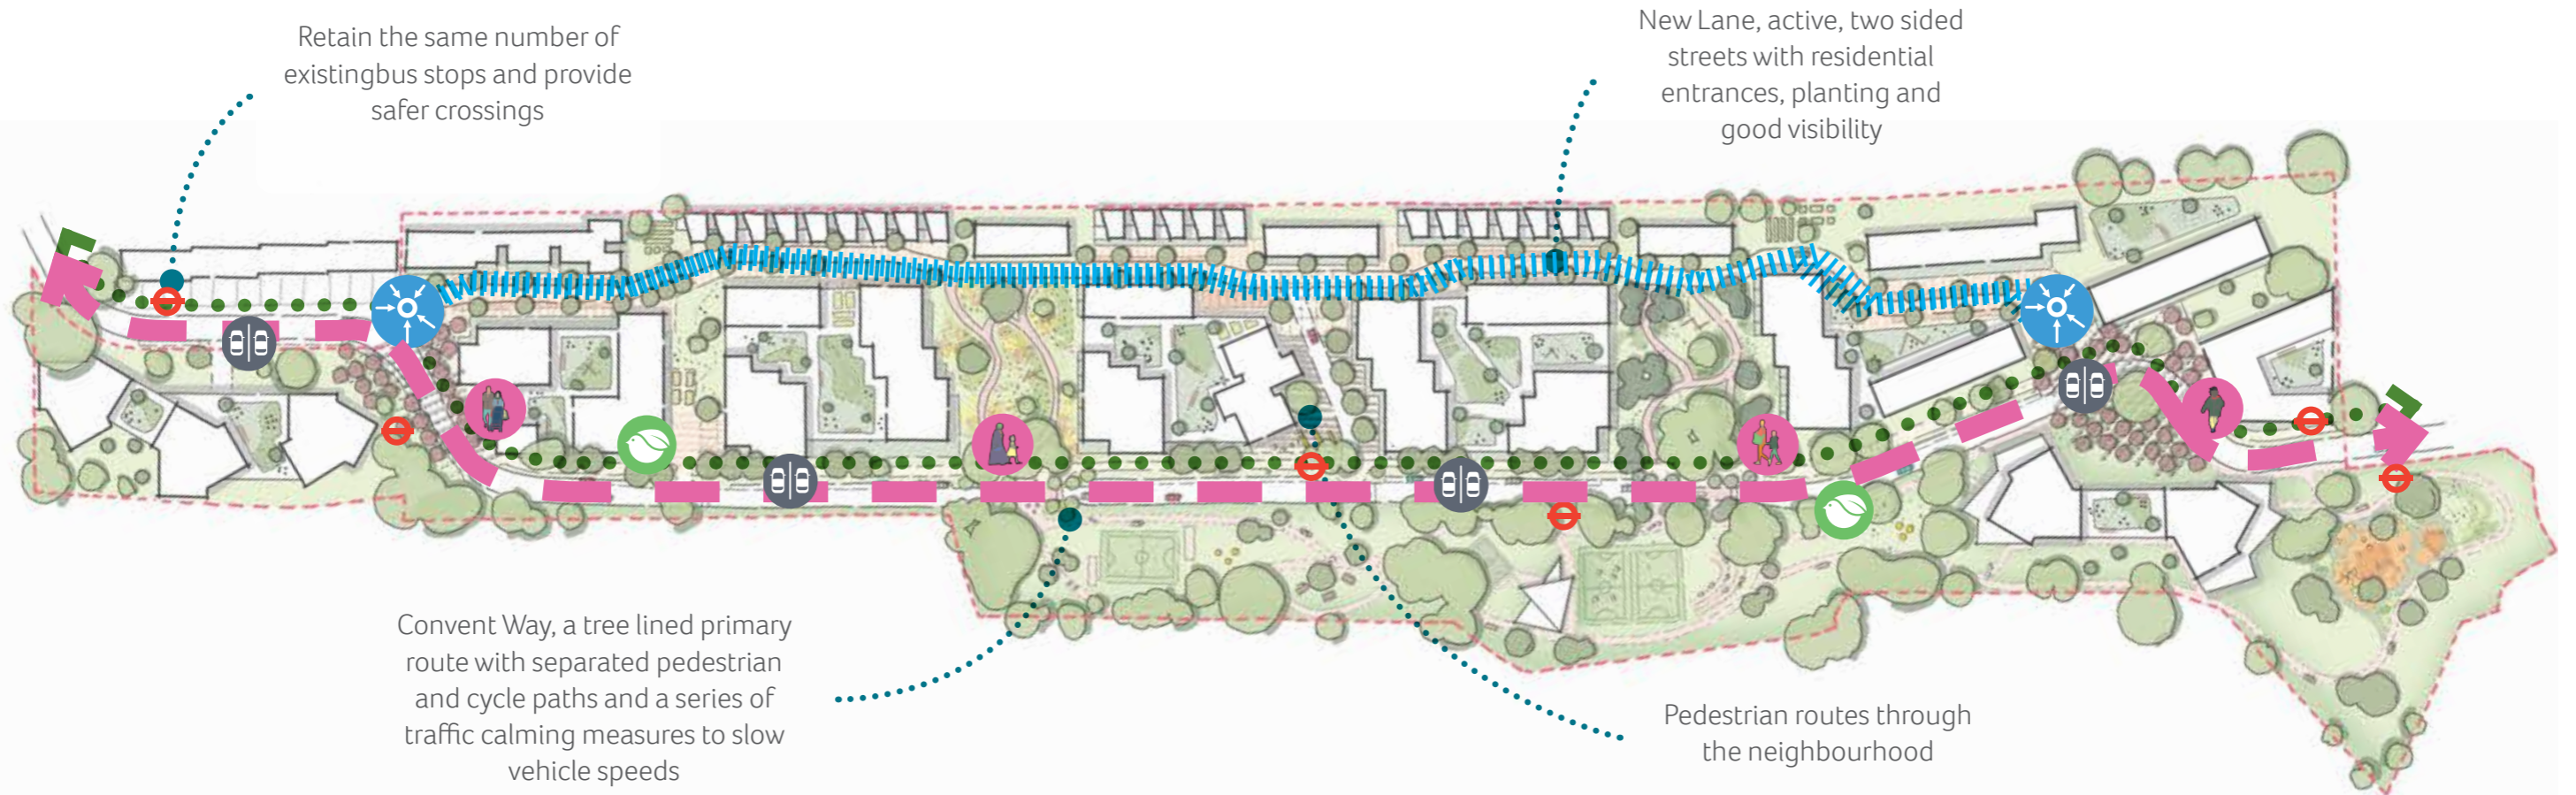 Retain the same number of
existingbus stops and provide
safer crossings
New Lane, active, two sided
streets with residential
entrances, planting and
good visibility
Convent Way, a tree lined primary
route with separated pedestrian
and cycle paths and a series of
traffic calming measures to slow
vehicle speeds
Pedestrian routes through
the neighbourhood